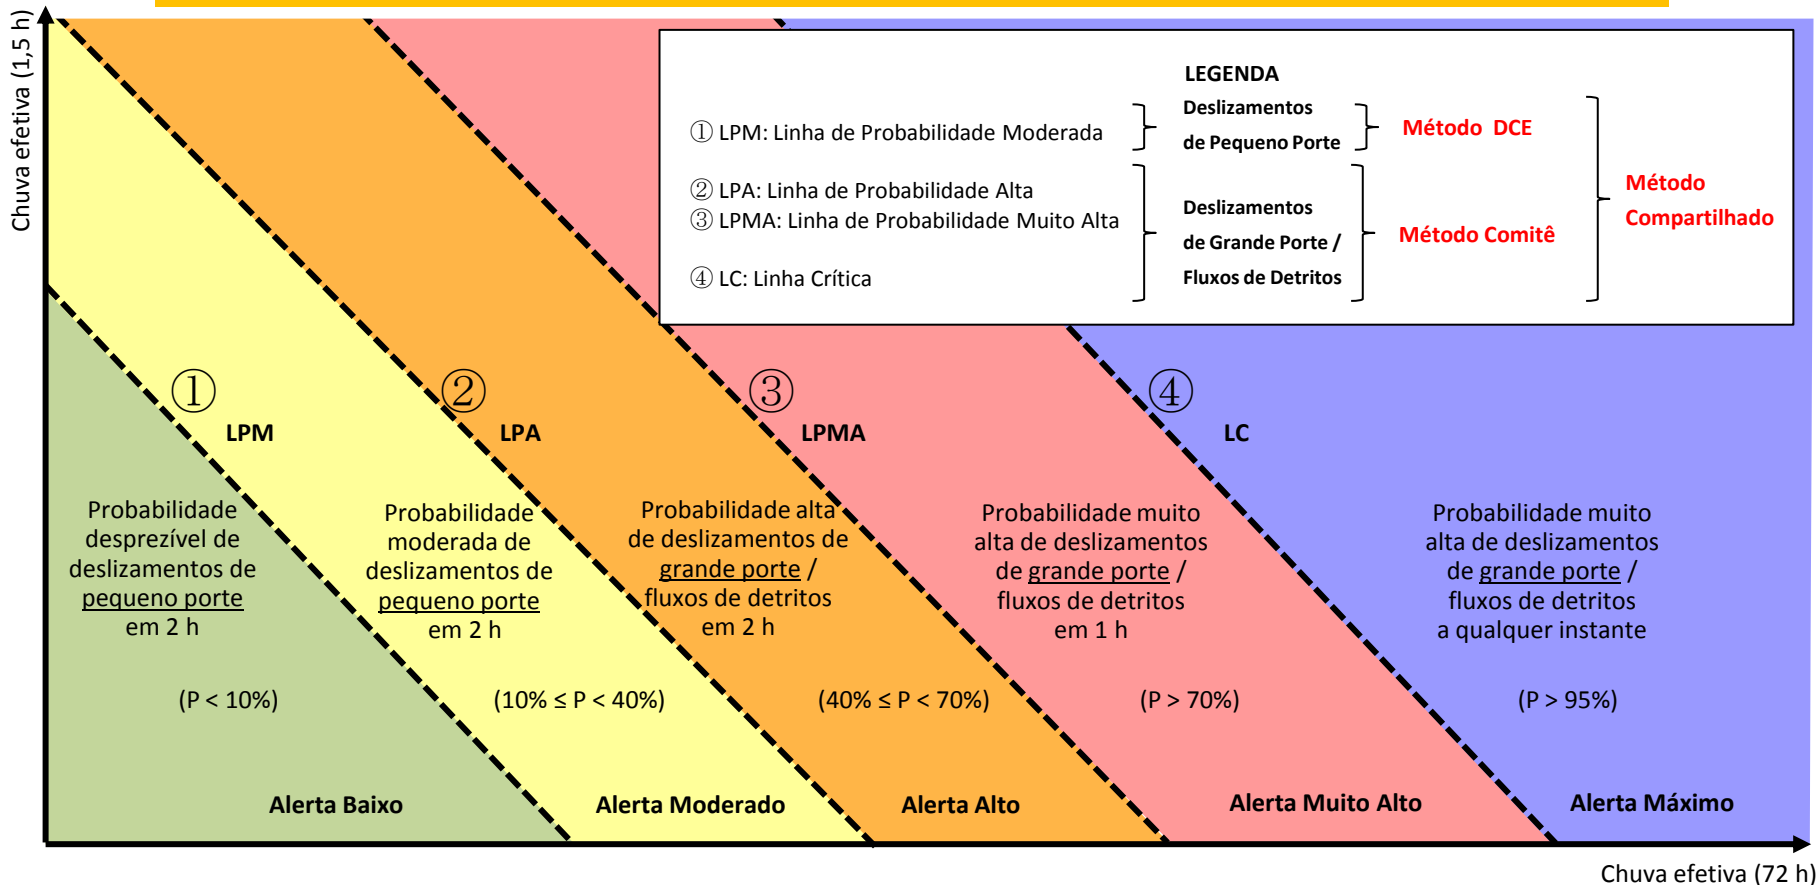 Chuva efetiva (1,5 h)
LEGENDA
① LPM: Linha de Probabilidade Moderada
Deslizamentos
de Pequeno Porte
Método DCE
② LPA: Linha de Probabilidade Alta
③ LPMA: Linha de Probabilidade Muito Alta
④ LC: Linha Crítica
Deslizamentos
de Grande Porte /
Fluxos de Detritos
Método Comitê
Método
Compartilhado
①
LPM
②
LPA
③
LPMA
④
LC
Probabilidade
desprezível de
deslizamentos de
pequeno porte
em 2 h
(P < 10%)
Alerta Baixo
Probabilidade
moderada de
deslizamentos de
pequeno porte
em 2 h
(10% ≤ P < 40%)
Alerta Moderado
Probabilidade alta
de deslizamentos de
grande porte /
fluxos de detritos
em 2 h
(40% ≤ P < 70%)
Alerta Alto
Probabilidade muito
alta de deslizamentos
de grande porte /
fluxos de detritos
em 1 h
(P > 70%)
Alerta Muito Alto
Probabilidade muito
alta de deslizamentos
de grande porte /
fluxos de detritos
a qualquer instante
(P > 95%)
Alerta Máximo
Chuva efetiva (72 h)